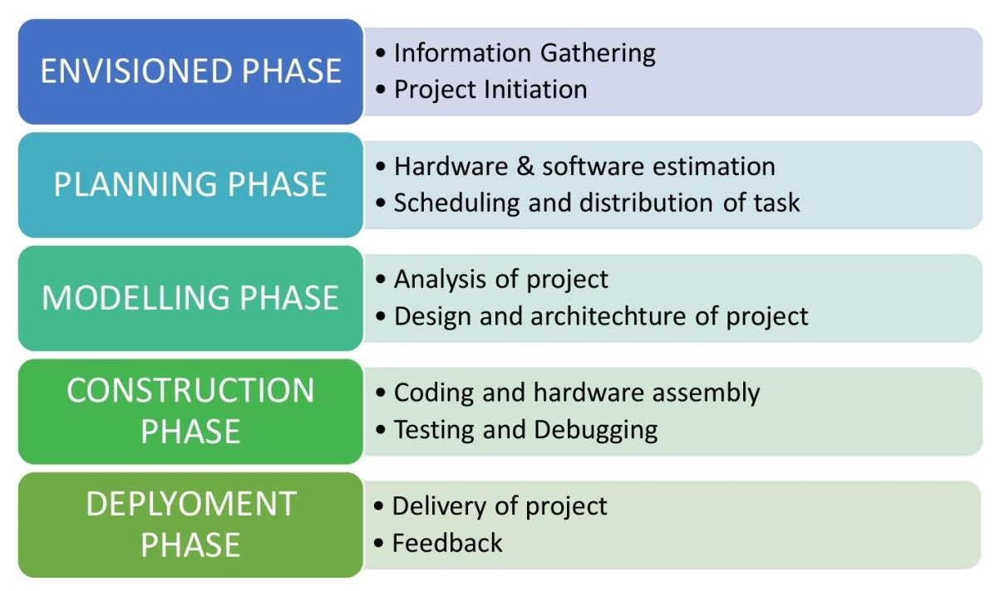 ENVISIONED PHASE
• Information Gathering
• Project Initiation
PLANNING PHASE
• Hardware & software estimation
• Scheduling and distribution of task
MODELLING PHASE
• Analysis of project
• Design and architechture of project
CONSTRUCTION
PHASE
• Coding and hardware assembly
• Testing and Debugging
DEPLYOMENT
PHASE
• Delivery of project
• Feedback